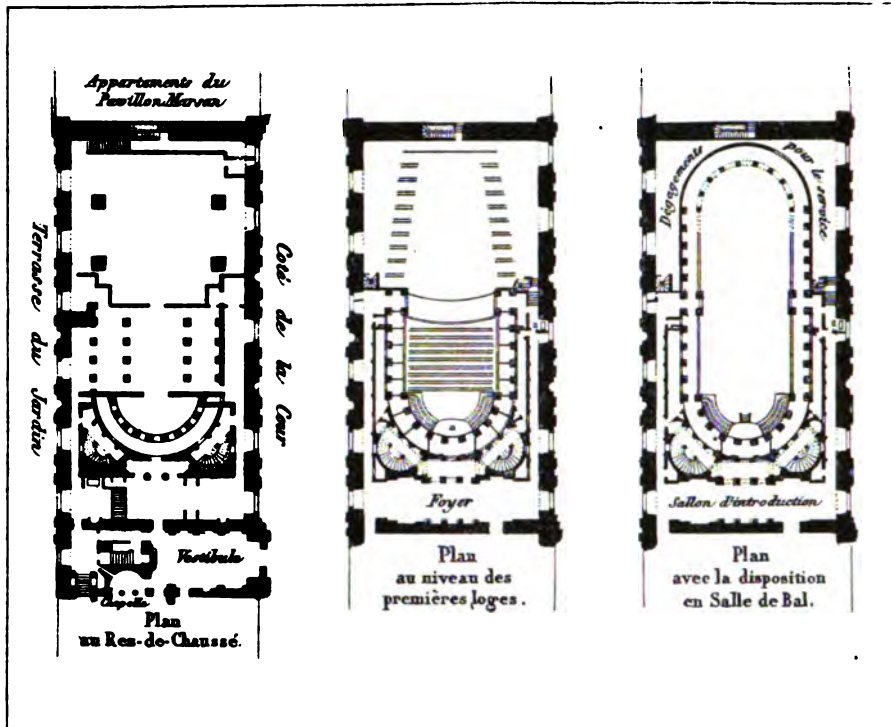 Appartements du
Pavillon Marsan
Terrasse du Jardin
Coté de la Cour
Vestibule
Chapelle
Plan
au Rez-de-Chaussé.
Foyer
Plan
au niveau des
premières loges.
Dégagements pour le service
Sallon d'introduction
Plan
avec la disposition
en Salle de Bal.